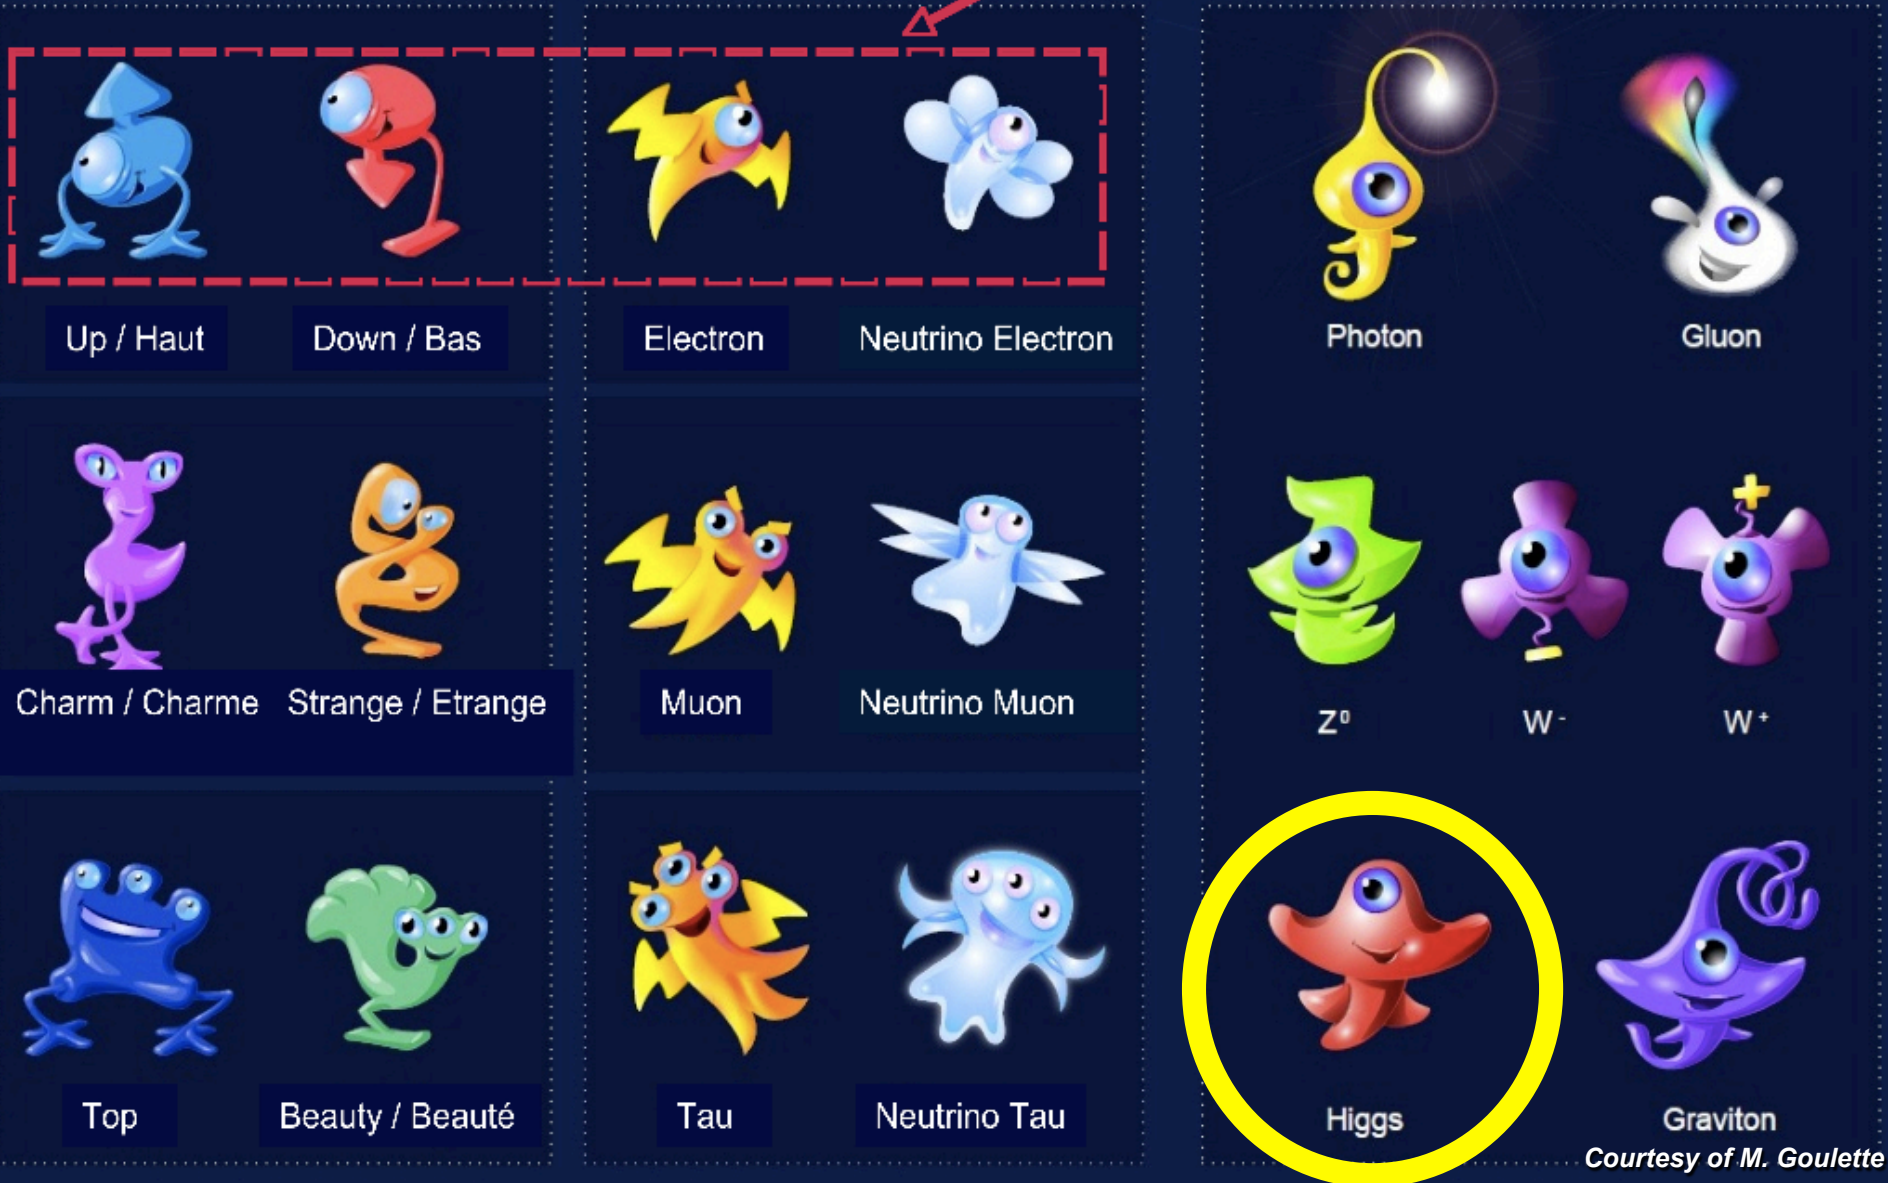 Up / Haut
Down / Bas
Electron
Neutrino Electron
Photon
Gluon
Charm / Charme
Strange / Etrange
Muon
Neutrino Muon
Z⁰
W⁻
W⁺
Top
Beauty / Beauté
Tau
Neutrino Tau
Higgs
Graviton
Courtesy of M. Goulette